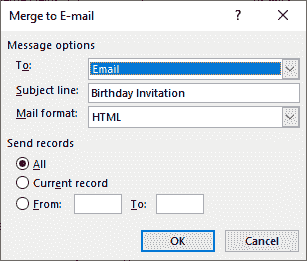 Merge to E-mail ? ×
Message options
To: Email
Subject line: Birthday Invitation
Mail format: HTML
Send records
All
Current record
From: To:
OK Cancel